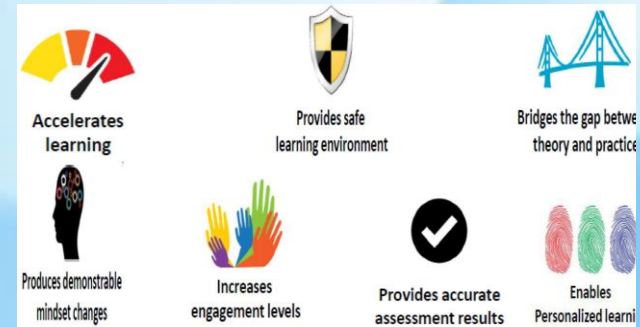 Accelerates
learning
Provides safe
learning environment
Bridges the gap betwe
theory and practice
Produces demonstrable
mindset changes
Increases
engagement levels
Provides accurate
assessment results
Enables
Personalized learni